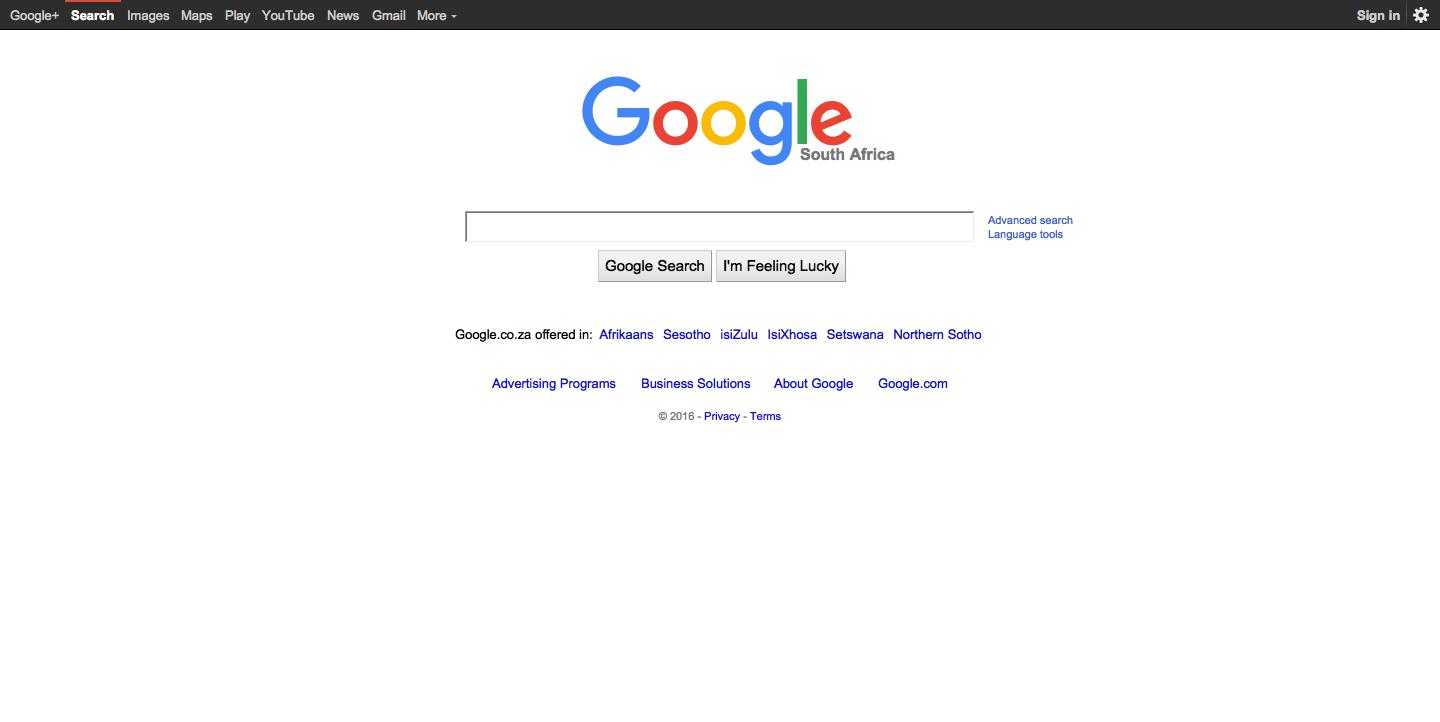 Google+ Search Images Maps Play YouTube News Gmail More Sign in
Google
South Africa
Advanced search
Language tools
Google Search I'm Feeling Lucky
Google.co.za offered in: Afrikaans Sesotho isiZulu IsiXhosa Setswana Northern Sotho
Advertising Programs Business Solutions About Google Google.com
© 2016 - Privacy - Terms